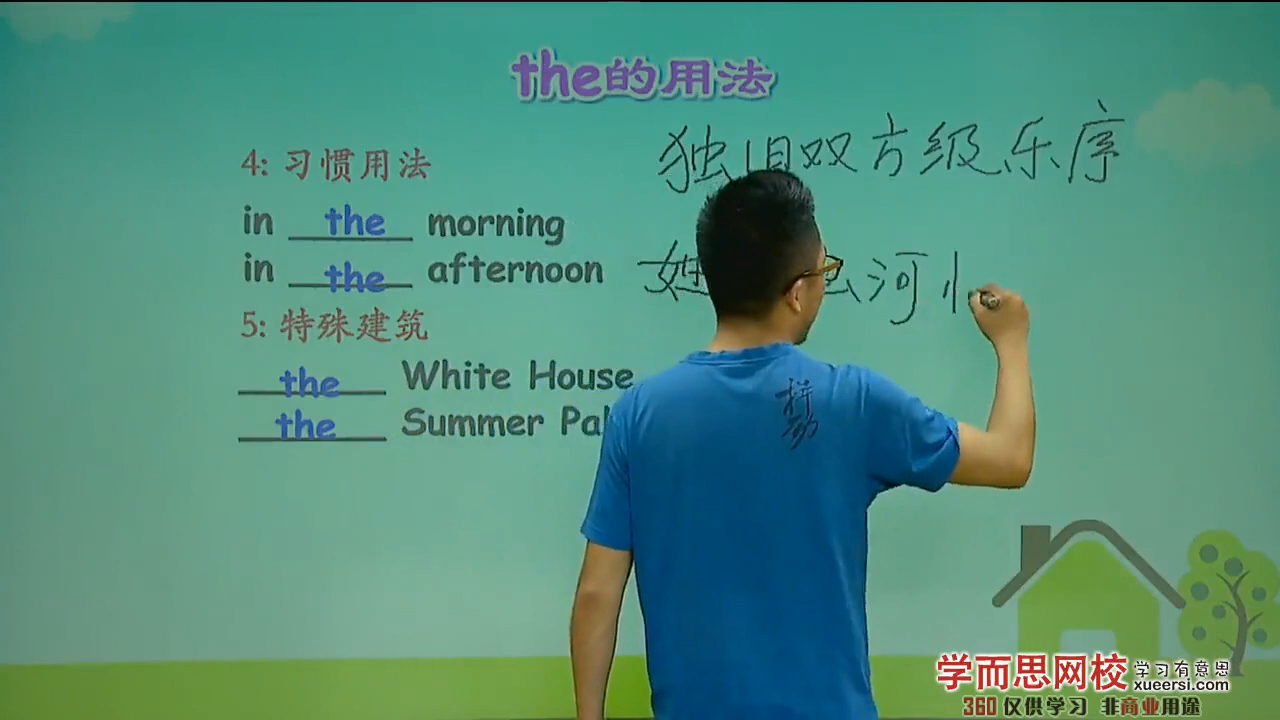 the的用法
4: 习惯用法
in the morning
in the afternoon
5: 特殊建筑
the White House
the Summer Pal
独旧双方级乐序
姓 河
学而思网校 学习有意思
xueersi.com
360 仅供学习 非商业用途